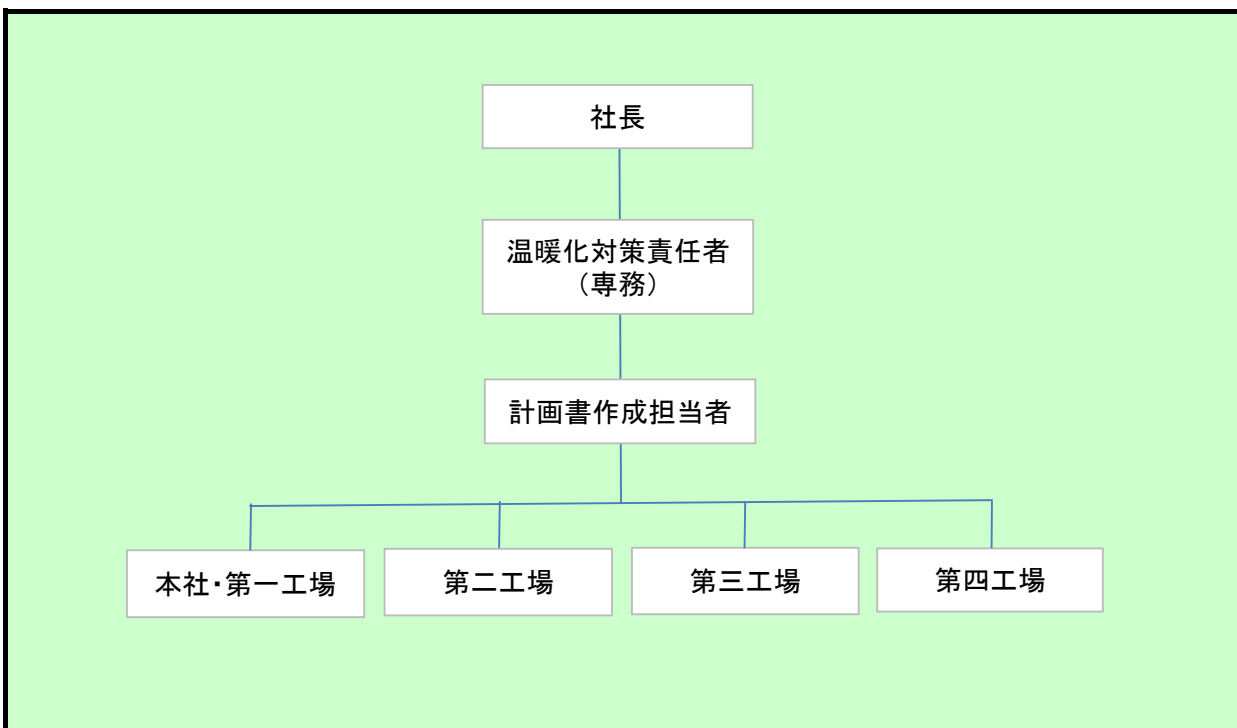 社長
温暖化対策責任者
（専務）
計画書作成担当者
本社・第一工場
第二工場
第三工場
第四工場